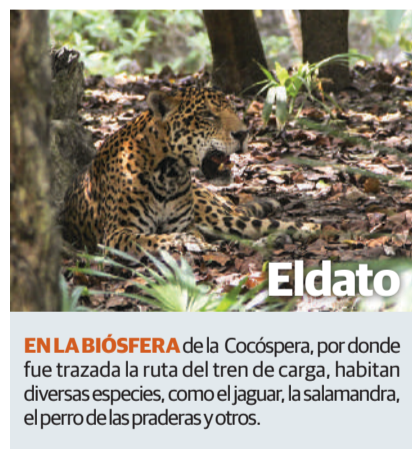 Eldato
EN LA BIÓSFERA de la Cocóspera, por donde
fue trazada la ruta del tren de carga, habitan
diversas especies, como el jaguar, la salamandra,
el perro de las praderas y otros.